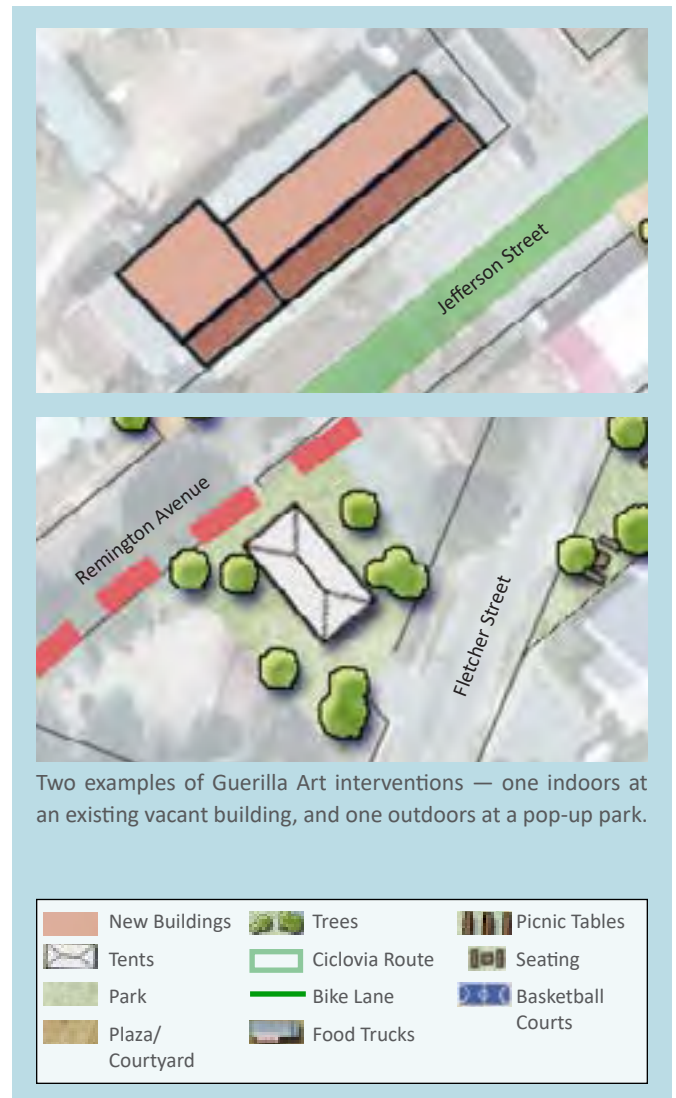 Jefferson Street
Remington Avenue
Fletcher Street
Two examples of Guerilla Art interventions — one indoors at
an existing vacant building, and one outdoors at a pop-up park.
New Buildings
Tents
Park
Plaza/
Courtyard
Trees
Ciclovia Route
Bike Lane
Food Trucks
Picnic Tables
Seating
Basketball
Courts